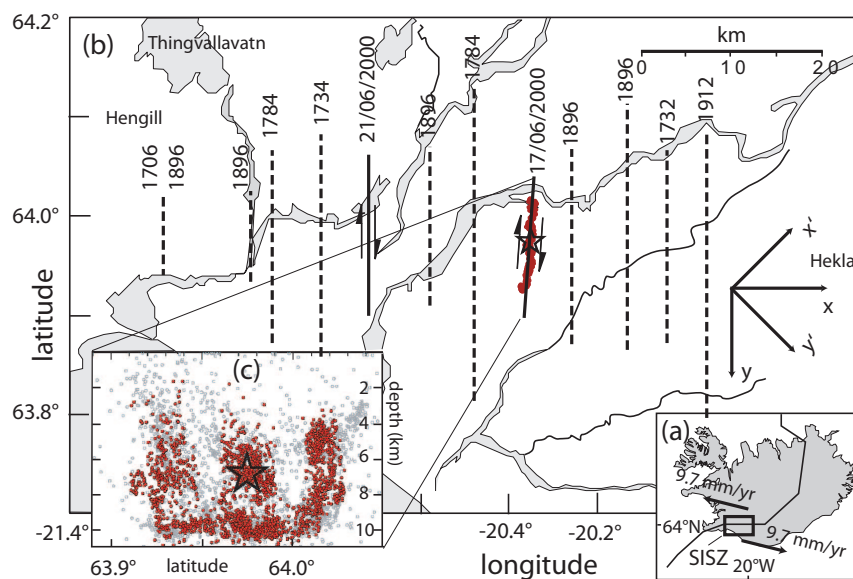 64.2°
(b)
Thingvallavatn
Hengill
km
0 10 20
1706
1896
1896
1784
1734
21/06/2000
1896
1784
17/06/2000
1896
1896
1732
1912
64.0°
63.8°
latitude
x'
Hekla
x
y'
y
(c)
2
4
6
8
10
depth (km)
63.9° latitude 64.0°
-21.4° -20.4° -20.2°
longitude
(a)
9.7 mm/yr
64°N
9.7 mm/yr
SISZ
20°W